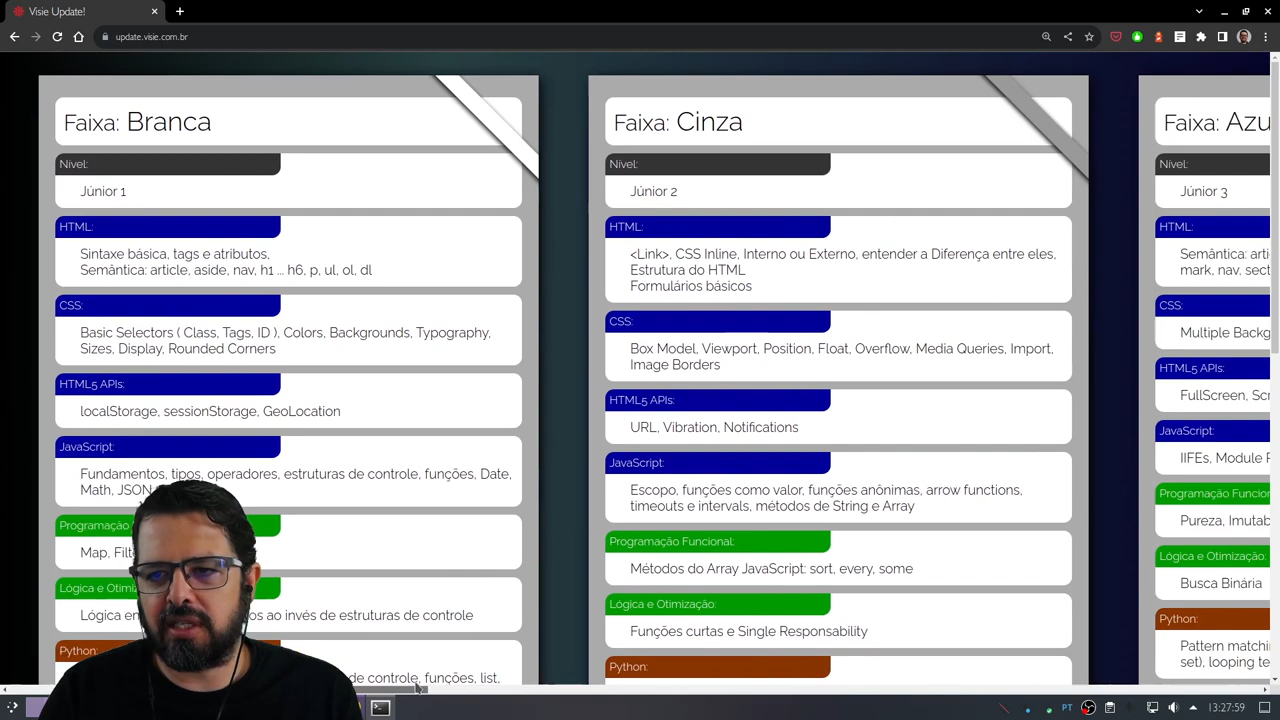 Visie Update!
update.visie.com.br
Faixa: Branca
Nível:
Júnior 1
HTML:
Sintaxe básica, tags e atributos,
Semântica: article, aside, nav, h1 ... h6, p, ul, ol, dl
CSS:
Basic Selectors ( Class, Tags, ID ), Colors, Backgrounds, Typography,
Sizes, Display, Rounded Corners
HTML5 APIs:
localStorage, sessionStorage, GeoLocation
JavaScript:
Fundamentos, tipos, operadores, estruturas de controle, funções, Date,
Math, JSON
Programação
Map,
Lógica e
Lógica
ao invés de estruturas de controle
Python:
de controle, funções, list,
Faixa: Cinza
Nível:
Júnior 2
HTML:
<Link>, CSS Inline, Interno ou Externo, entender a Diferença entre eles,
Estrutura do HTML
Formulários básicos
CSS:
Box Model, Viewport, Position, Float, Overflow, Media Queries, Import,
Image Borders
HTML5 APIs:
URL, Vibration, Notifications
JavaScript:
Escopo, funções como valor, funções anônimas, arrow functions,
timeouts e intervals, métodos de String e Array
Programação Funcional:
Métodos do Array JavaScript: sort, every, some
Lógica e Otimização:
Funções curtas e Single Responsability
Python:
Faixa: Azu
Nível:
Júnior 3
HTML:
Semântica: arti
mark, nav, sect
CSS:
Multiple Backg
HTML5 APIs:
FullScreen, Scr
JavaScript:
IIFEs, Module P
Programação Funcion
Pureza, Imutab
Lógica e Otimização:
Busca Binária
Python:
Pattern matchi
set), looping te
PT
13:27:59